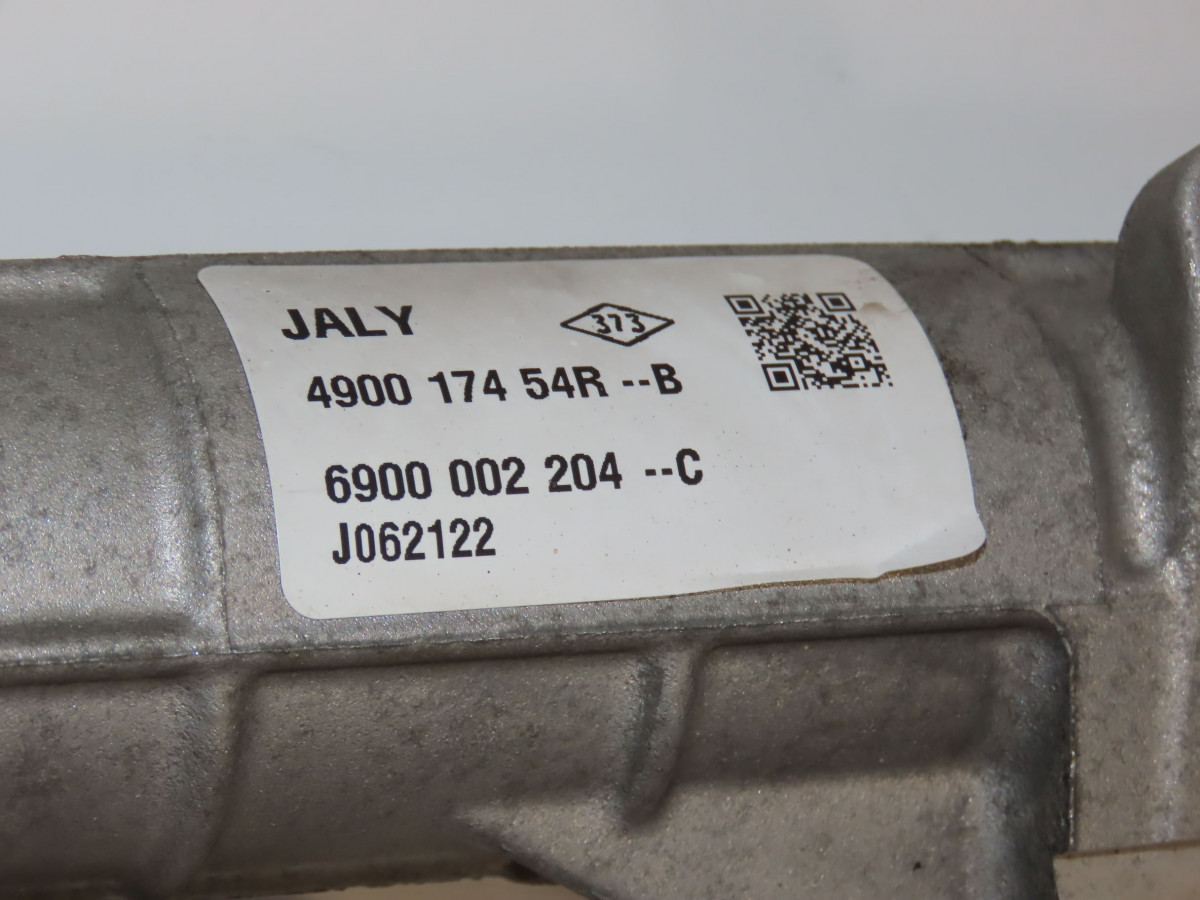 JALY 373
4900 174 54R --B
6900 002 204 --C
J062122